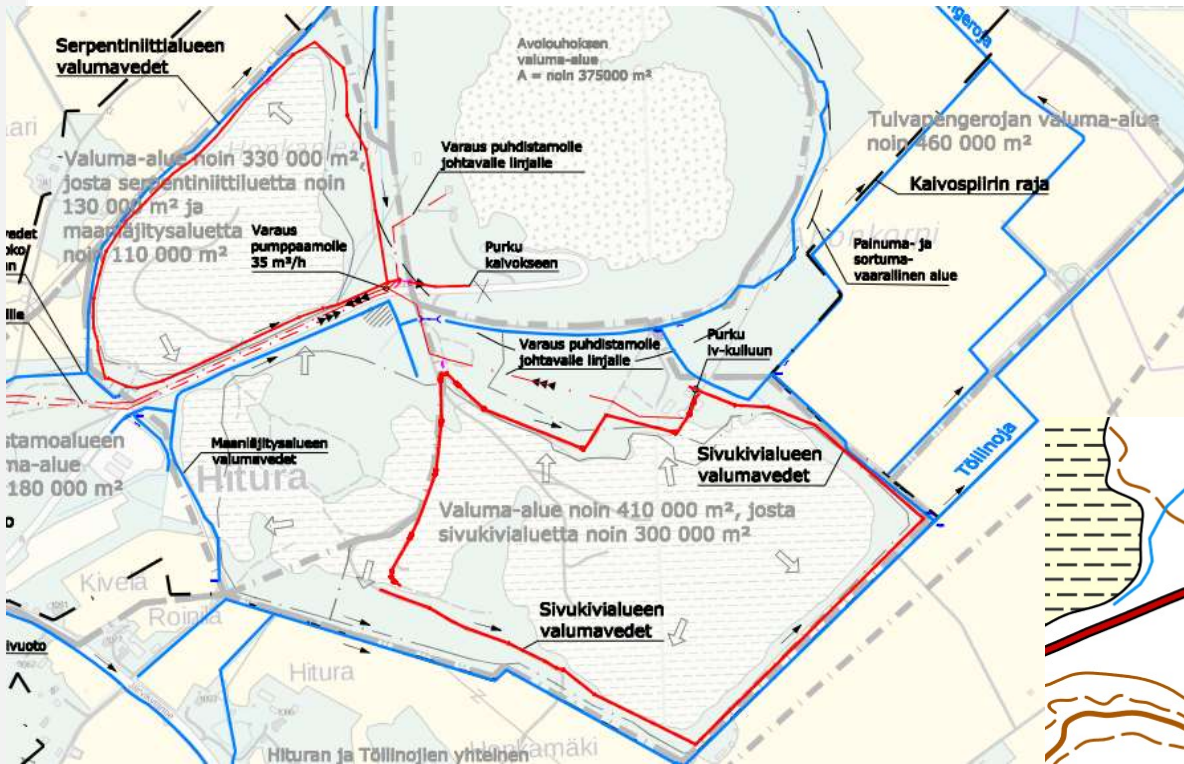 Serpentiniittialueen
valumavedet
Avolouhoksen
valuma-alue
A = noin 375000 m²
Tulvapengerojan valuma-alue
noin 460 000 m²
Kaivospiirin raja
Valuma-alue noin 330 000 m²,
josta serpentiniittiluetta noin
130 000 m² ja
maanläjitysaluetta
noin 110 000 m²
Varaus puhdistamolle
johtavalle linjalle
Varaus
pumppaamolle
35 m³/h
Purku
kaivokseen
Painuma- ja
sortuma-
vaarallinen alue
Varaus puhdistamolle
johtavalle linjalle
Purku
iv-kuiluun
Maanläjitysalueen
valumavedet
Hitura
Sivukivialueen
valumavedet
Töllinoja
Valuma-alue noin 410 000 m², josta
sivukivialuetta noin 300 000 m²
180 000 m²
Kivelä
Roinila
Sivukivialueen
valumavedet
Hitura
Honkamäki
Hituran ja Töllinojien yhteinen